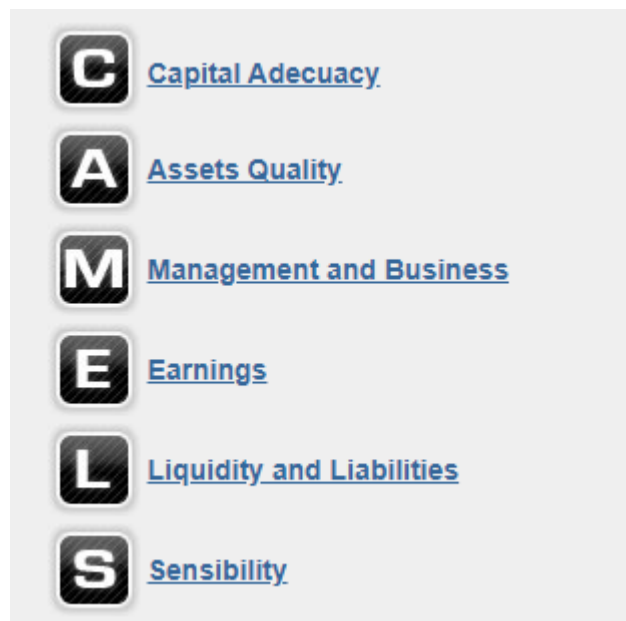 C Capital Adecuacy
A Assets Quality
M Management and Business
E Earnings
L Liquidity and Liabilities
S Sensibility